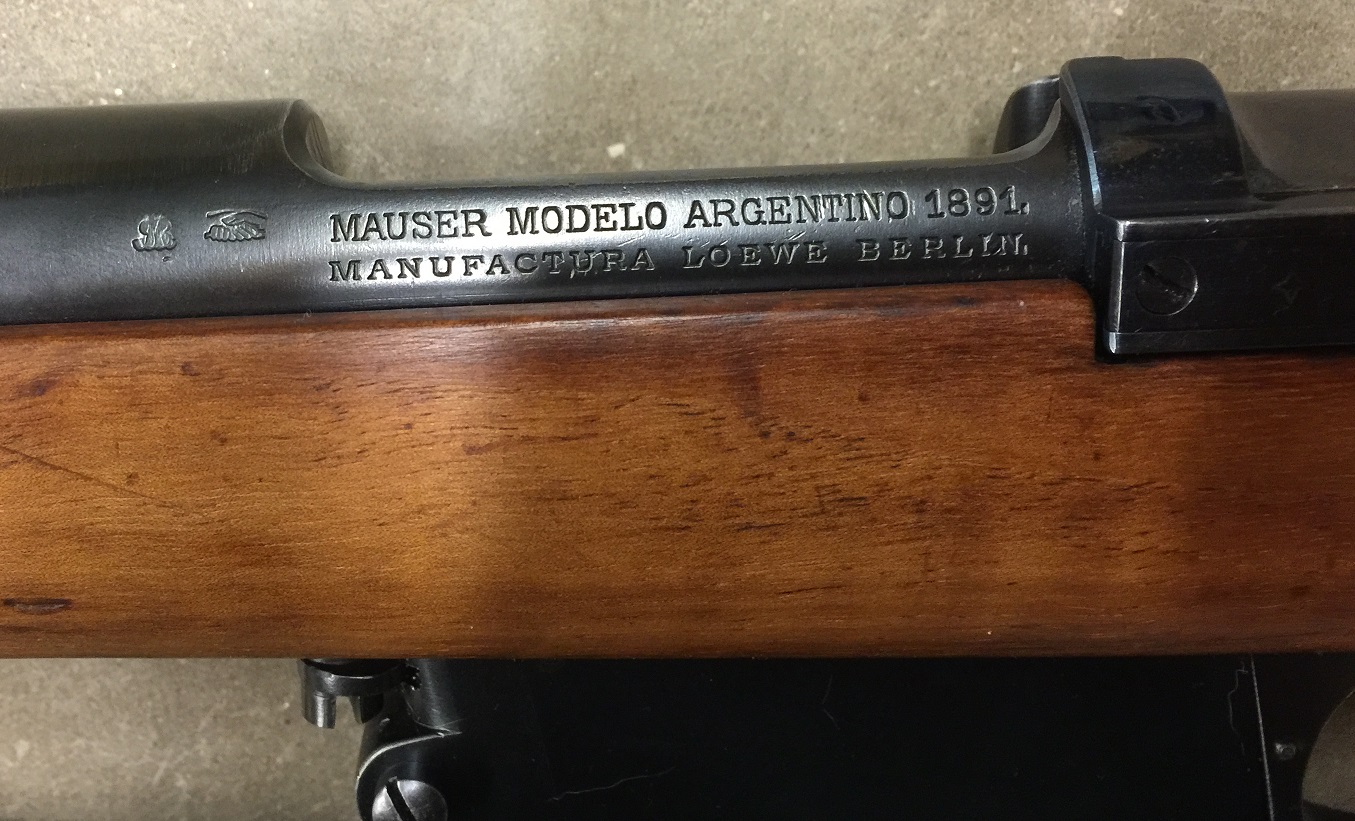 MAUSER MODELO ARGENTINO 1891.
MANUFACTURA LOEWE BERLIN.